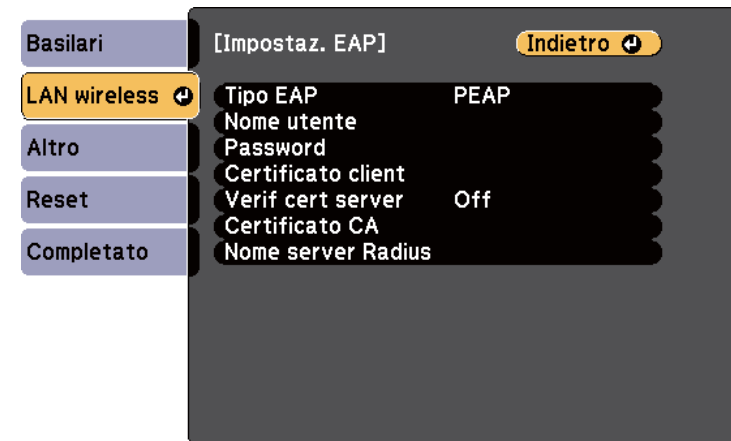 Basilari
LAN wireless
Altro
Reset
Completato
[Impostaz. EAP] Indietro
Tipo EAP PEAP
Nome utente
Password
Certificato client
Verif cert server Off
Certificato CA
Nome server Radius